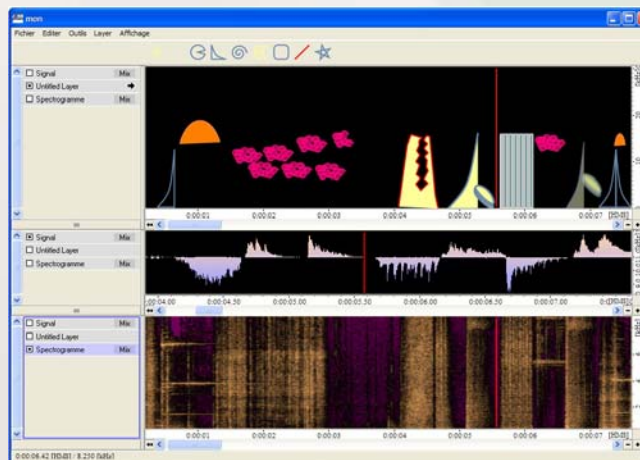 mon
Fichier Editer Outils Layer Affichage
Signal Mix
Untitled Layer
Spectrogramme Mix
0:00:01 0:00:02 0:00:03 0:00:04 0:00:05 0:00:06 0:00:07
Signal Mix
Untitled Layer
Spectrogramme Mix
:00:04.00 0:00:04.50 0:00:05.00 0:00:05.50 0:00:06.00 0:00:06.50 0:00:07.00
Signal Mix
Untitled Layer
Spectrogramme Mix
0:00:01 0:00:02 0:00:03 0:00:04 0:00:05 0:00:06 0:00:07